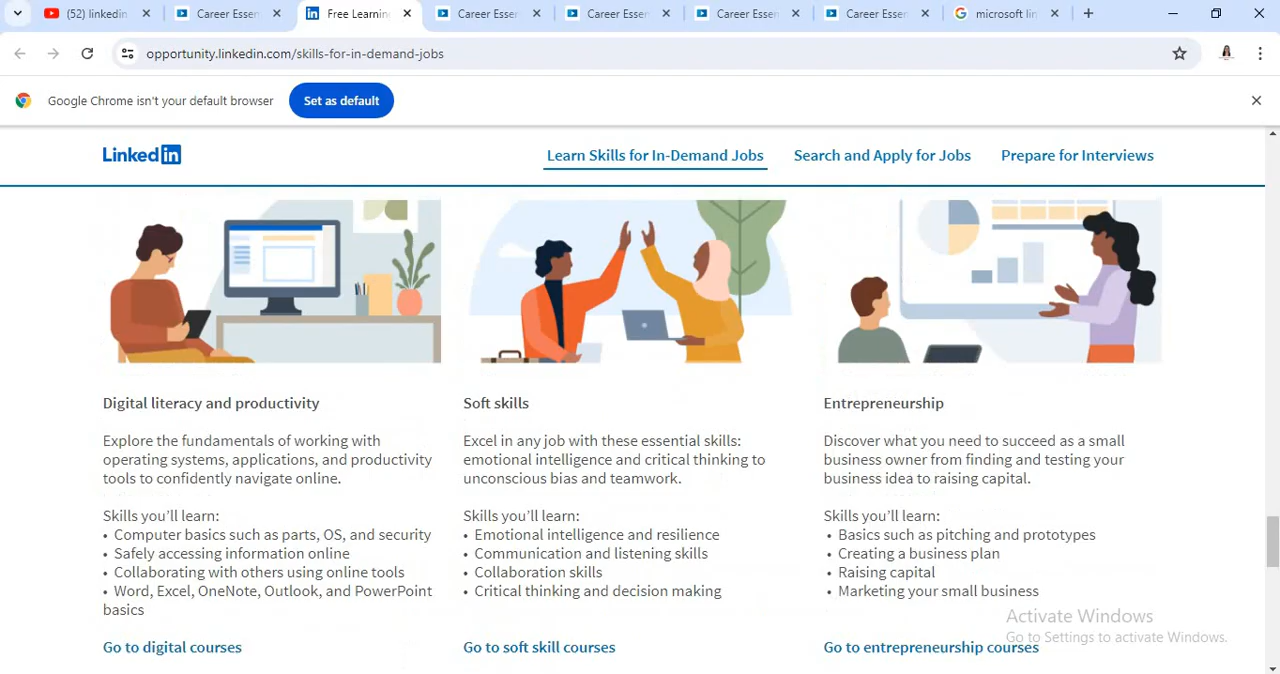 (52) linkedin
Career Essen
Free Learnin
Career Essen
Career Essen
Career Essen
Career Essen
microsoft lin
opportunity.linkedin.com/skills-for-in-demand-jobs
Google Chrome isn't your default browser
Set as default
Linked in
Learn Skills for In-Demand Jobs
Search and Apply for Jobs
Prepare for Interviews
Digital literacy and productivity
Explore the fundamentals of working with
operating systems, applications, and productivity
tools to confidently navigate online.
Skills you’ll learn:
• Computer basics such as parts, OS, and security
• Safely accessing information online
• Collaborating with others using online tools
• Word, Excel, OneNote, Outlook, and PowerPoint
basics
Go to digital courses
Soft skills
Excel in any job with these essential skills:
emotional intelligence and critical thinking to
unconscious bias and teamwork.
Skills you’ll learn:
• Emotional intelligence and resilience
• Communication and listening skills
• Collaboration skills
• Critical thinking and decision making
Go to soft skill courses
Entrepreneurship
Discover what you need to succeed as a small
business owner from finding and testing your
business idea to raising capital.
Skills you’ll learn:
• Basics such as pitching and prototypes
• Creating a business plan
• Raising capital
• Marketing your small business
Go to entrepreneurship courses
Activate Windows
Go to Settings to activate Windows.